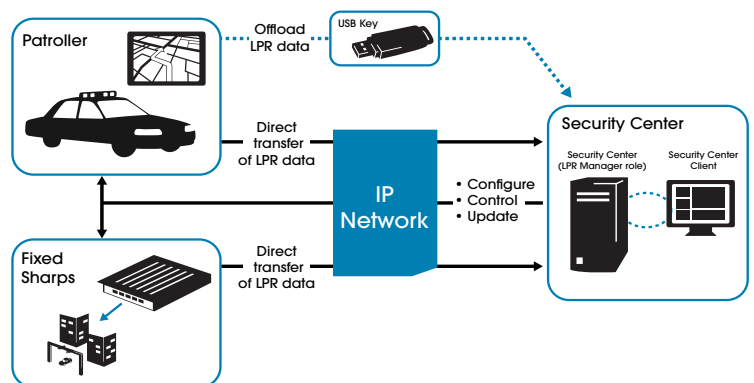 Patroller
Offload
LPR data
USB Key
Direct
transfer
of LPR data
IP
Network
• Configure
• Control
• Update
Security Center
Security Center
(LPR Manager role)
Security Center
Client
Fixed
Sharps
Direct
transfer
of LPR data